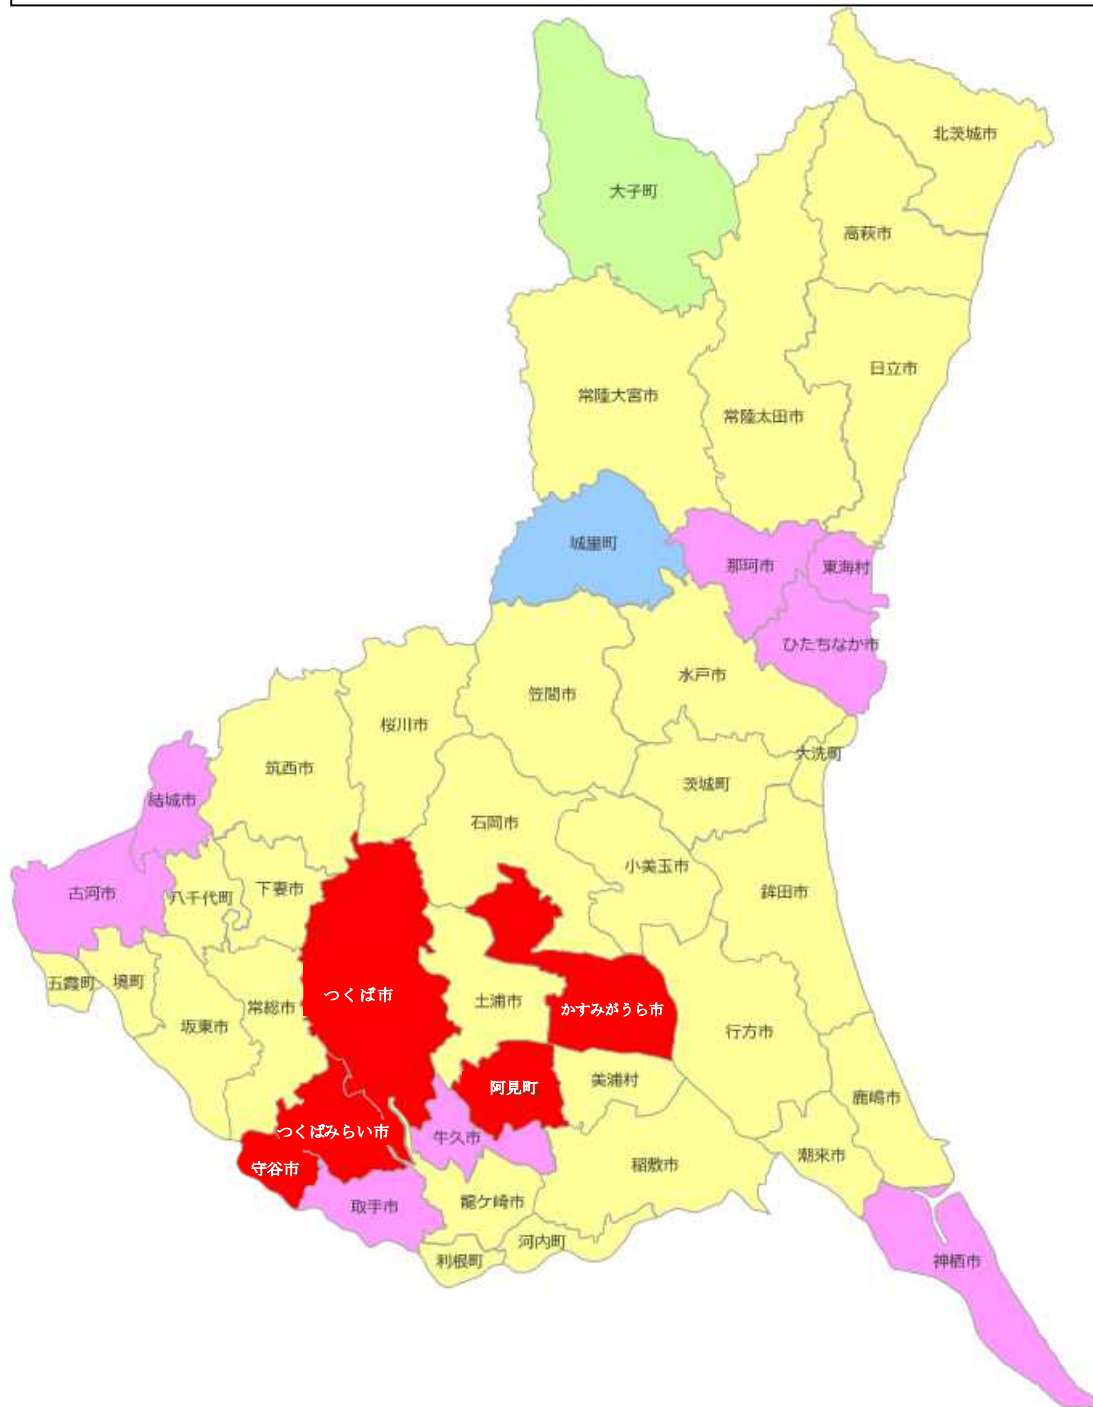 北茨城市
大子町
高萩市
日立市
常陸大宮市
常陸太田市
城里町
那珂市
東海村
ひたちなか市
水戸市
笠間市
桜川市
大洗町
筑西市
茨城町
結城市
石岡市
小美玉市
下妻市
鉾田市
古河市
八千代町
五霞町
境町
つくば市
土浦市
かすみがうら市
常総市
坂東市
行方市
美浦村
阿見町
鹿嶋市
つくばみらい市
牛久市
潮来市
稲敷市
守谷市
取手市
龍ケ崎市
河内町
利根町
神栖市